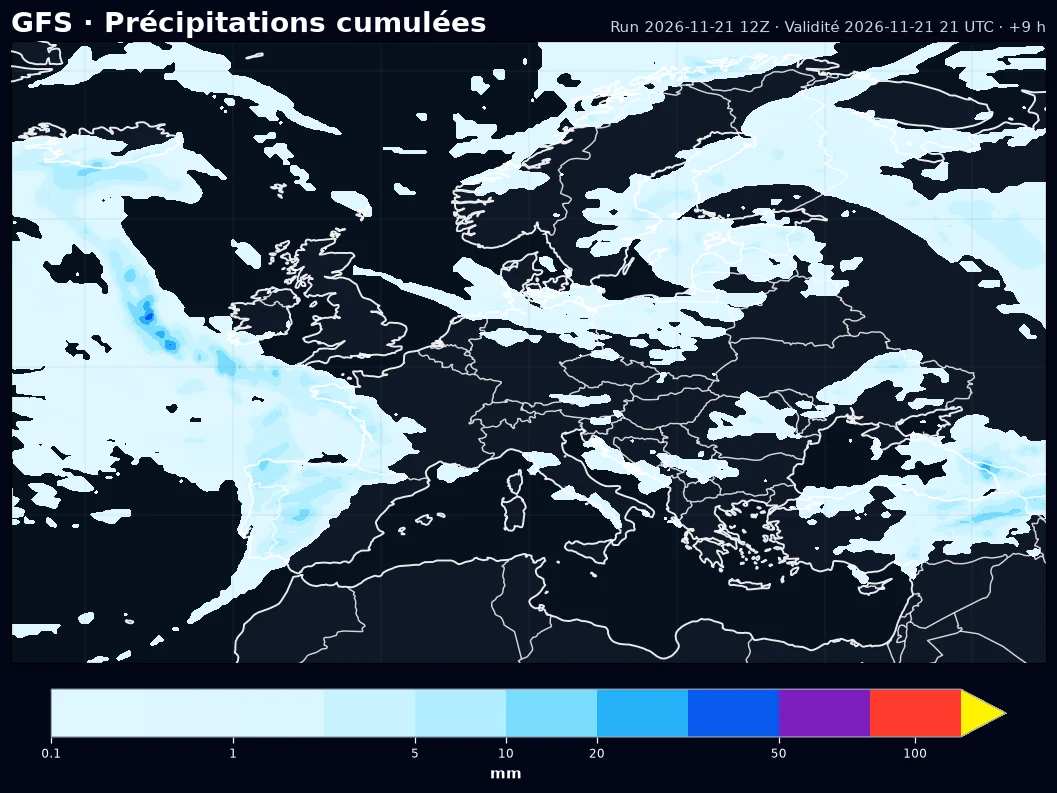 GFS · Précipitations cumulées
Run 2026-11-21 12Z · Validité 2026-11-21 21 UTC · +9 h
0.1 1 5 10 20 50 100
mm